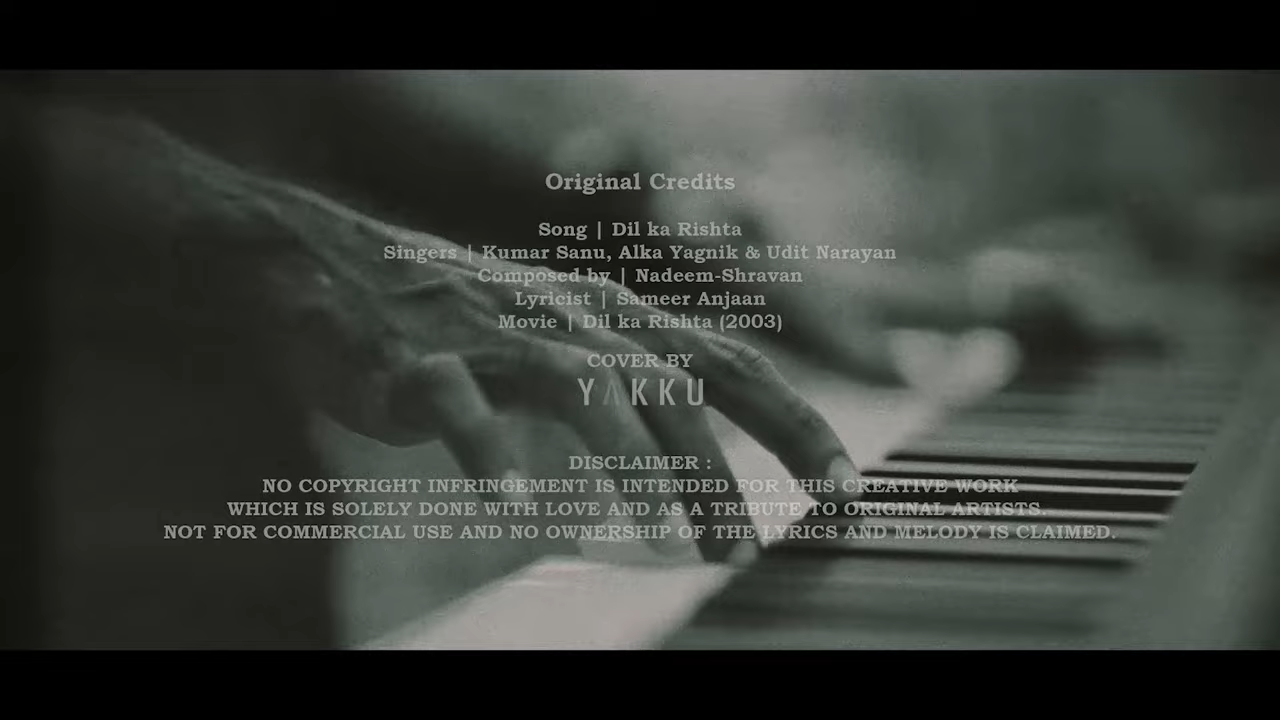 Original Credits
Song | Dil ka Rishta
Singers | Kumar Sanu, Alka Yagnik & Udit Narayan
Composed by | Nadeem-Shravan
Lyricist | Sameer Anjaan
Movie | Dil ka Rishta (2003)
COVER BY
YAKKU
DISCLAIMER :
NO COPYRIGHT INFRINGEMENT IS INTENDED FOR THIS CREATIVE WORK
WHICH IS SOLELY DONE WITH LOVE AND AS A TRIBUTE TO ORIGINAL ARTISTS.
NOT FOR COMMERCIAL USE AND NO OWNERSHIP OF THE LYRICS AND MELODY IS CLAIMED.